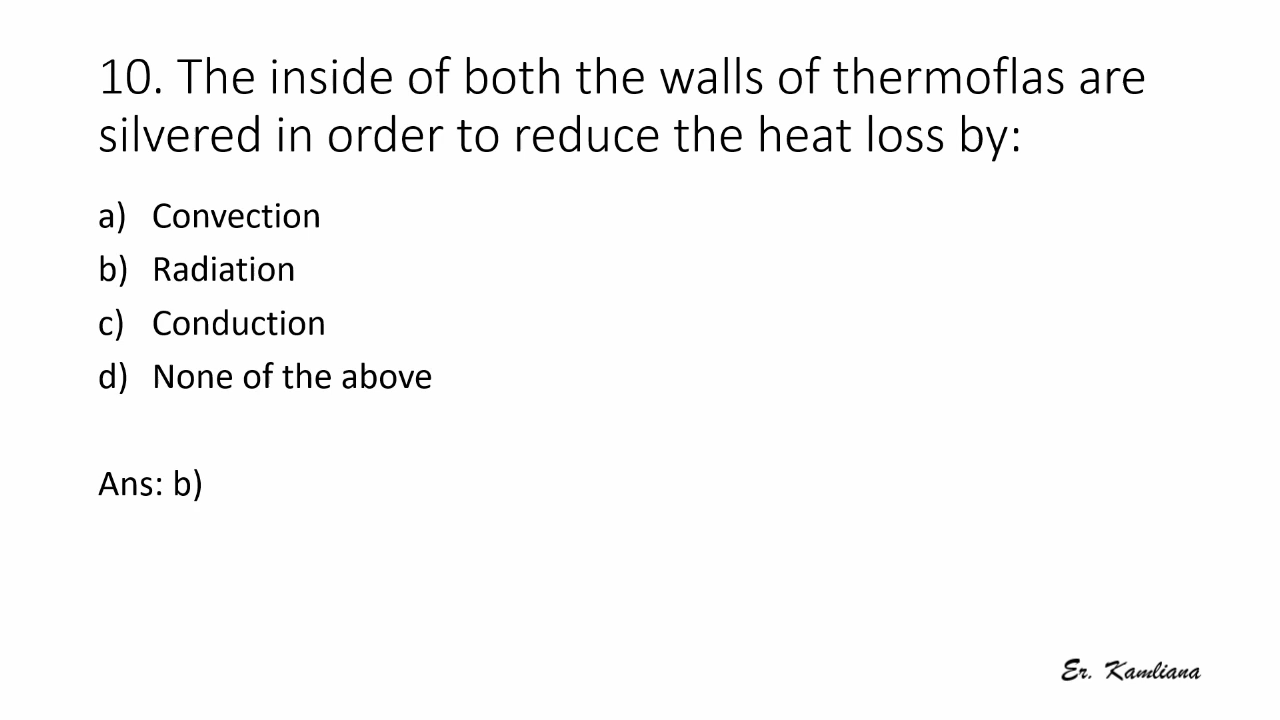 10. The inside of both the walls of thermoflas are
silvered in order to reduce the heat loss by:
a) Convection
b) Radiation
c) Conduction
d) None of the above
Ans: b)
Er. Kamliana